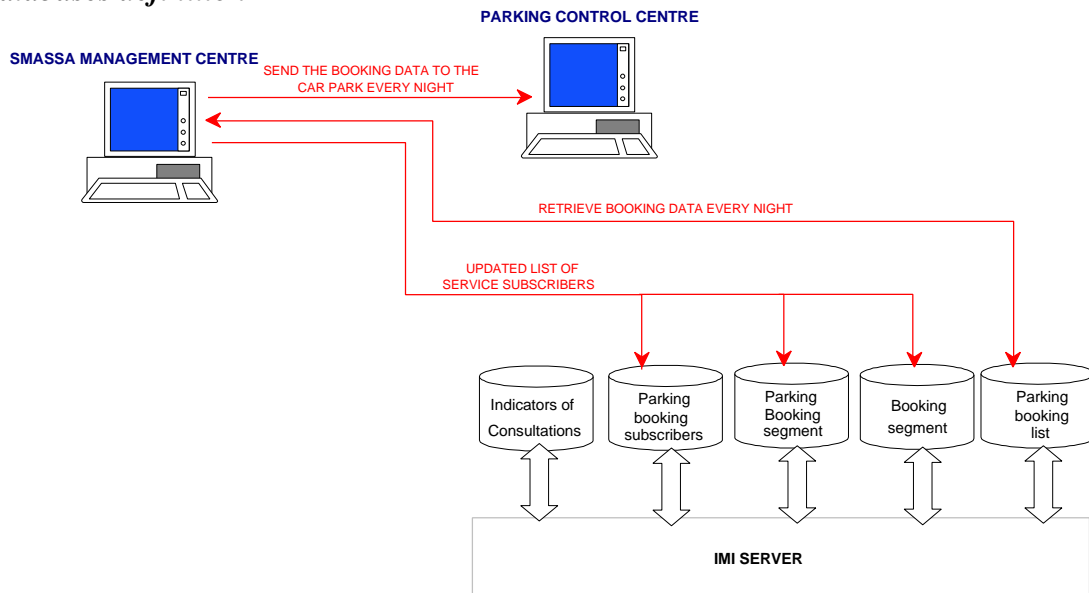 PARKING CONTROL CENTRE
SMASSA MANAGEMENT CENTRE
SEND THE BOOKING DATA TO THE
CAR PARK EVERY NIGHT
RETRIEVE BOOKING DATA EVERY NIGHT
UPDATED LIST OF
SERVICE SUBSCRIBERS
Indicators of
Consultations
Parking
booking
subscribers
Parking
Booking
segment
Booking
segment
Parking
booking
list
IMI SERVER